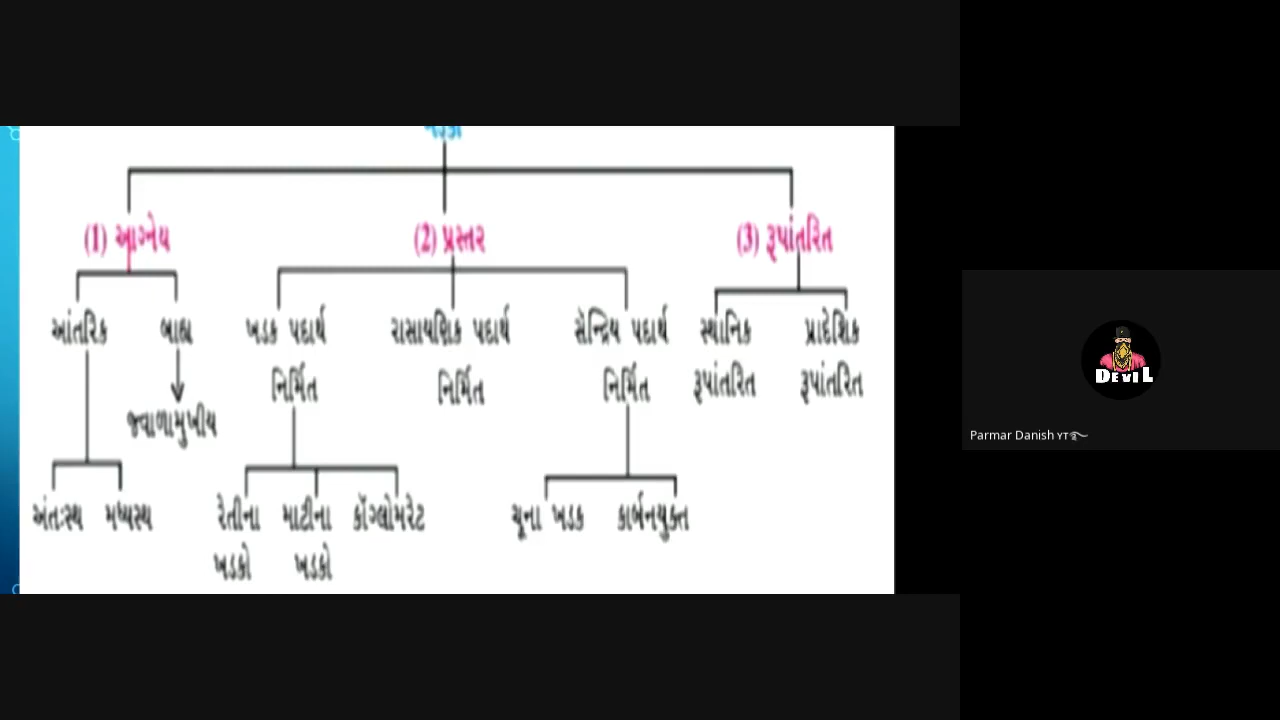 (1) આગ્નેય (2) પ્રસ્તર (3) રૂપાંતરિત
આંતરિક બાહ્ય ખડક પદાર્થ રાસાયણિક પદાર્થ સેન્દ્રિય પદાર્થ સ્થાનિક પ્રાદેશિક
નિર્મિત નિર્મિત નિર્મિત રૂપાંતરિત રૂપાંતરિત
જ્વાળામુખીય
અંતઃસ્થ મધ્યસ્થ રેતીના માટીના કૉંગ્લોમરેટ ચૂના ખડક કાર્બનયુક્ત
ખડકો ખડકો
DEVIL
Parmar Danish YT